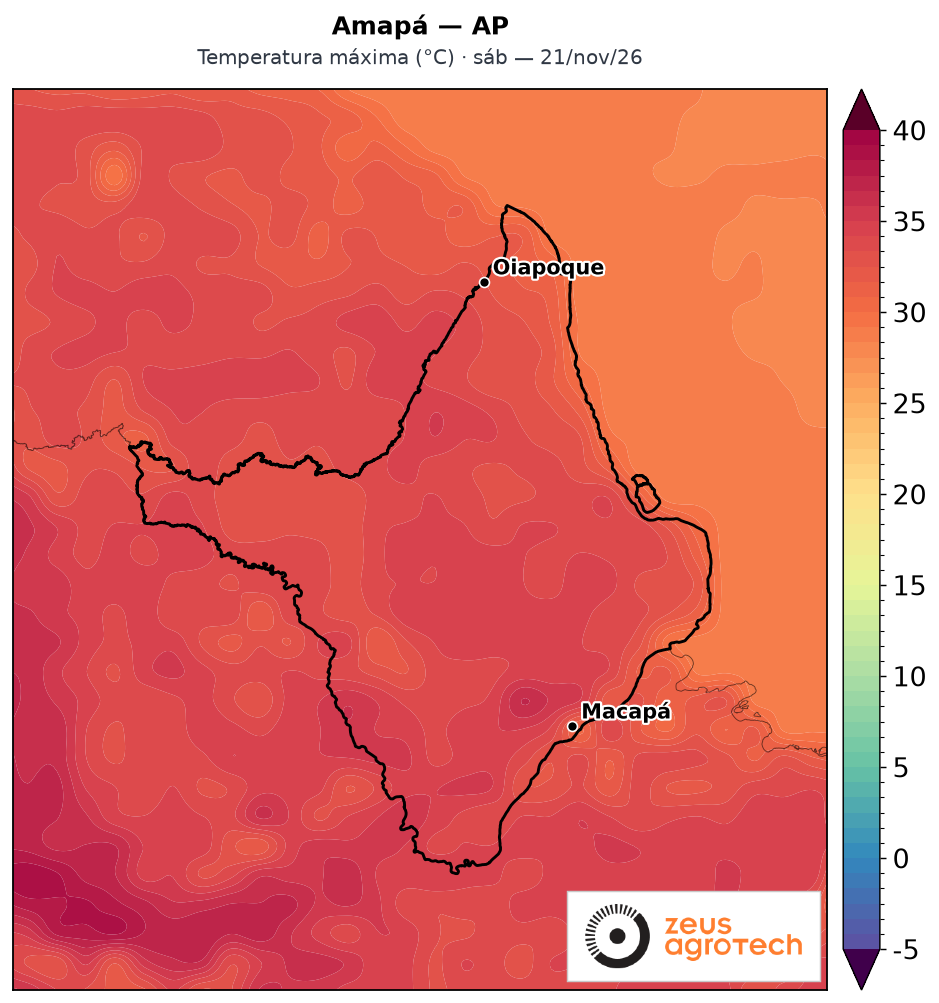 Amapá — AP
Temperatura máxima (°C) · sáb — 21/nov/26
40
35
30
25
20
15
10
5
0
-5
Oiapoque
Macapá
zeus
agrotech